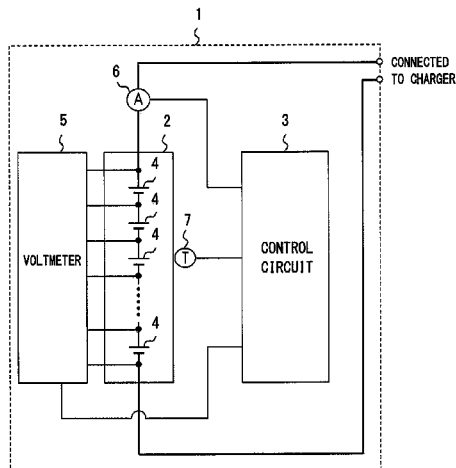 1
CONNECTED
TO CHARGER
6
A
5
2
3
4
4
4
7
T
VOLTMETER
CONTROL
CIRCUIT
4